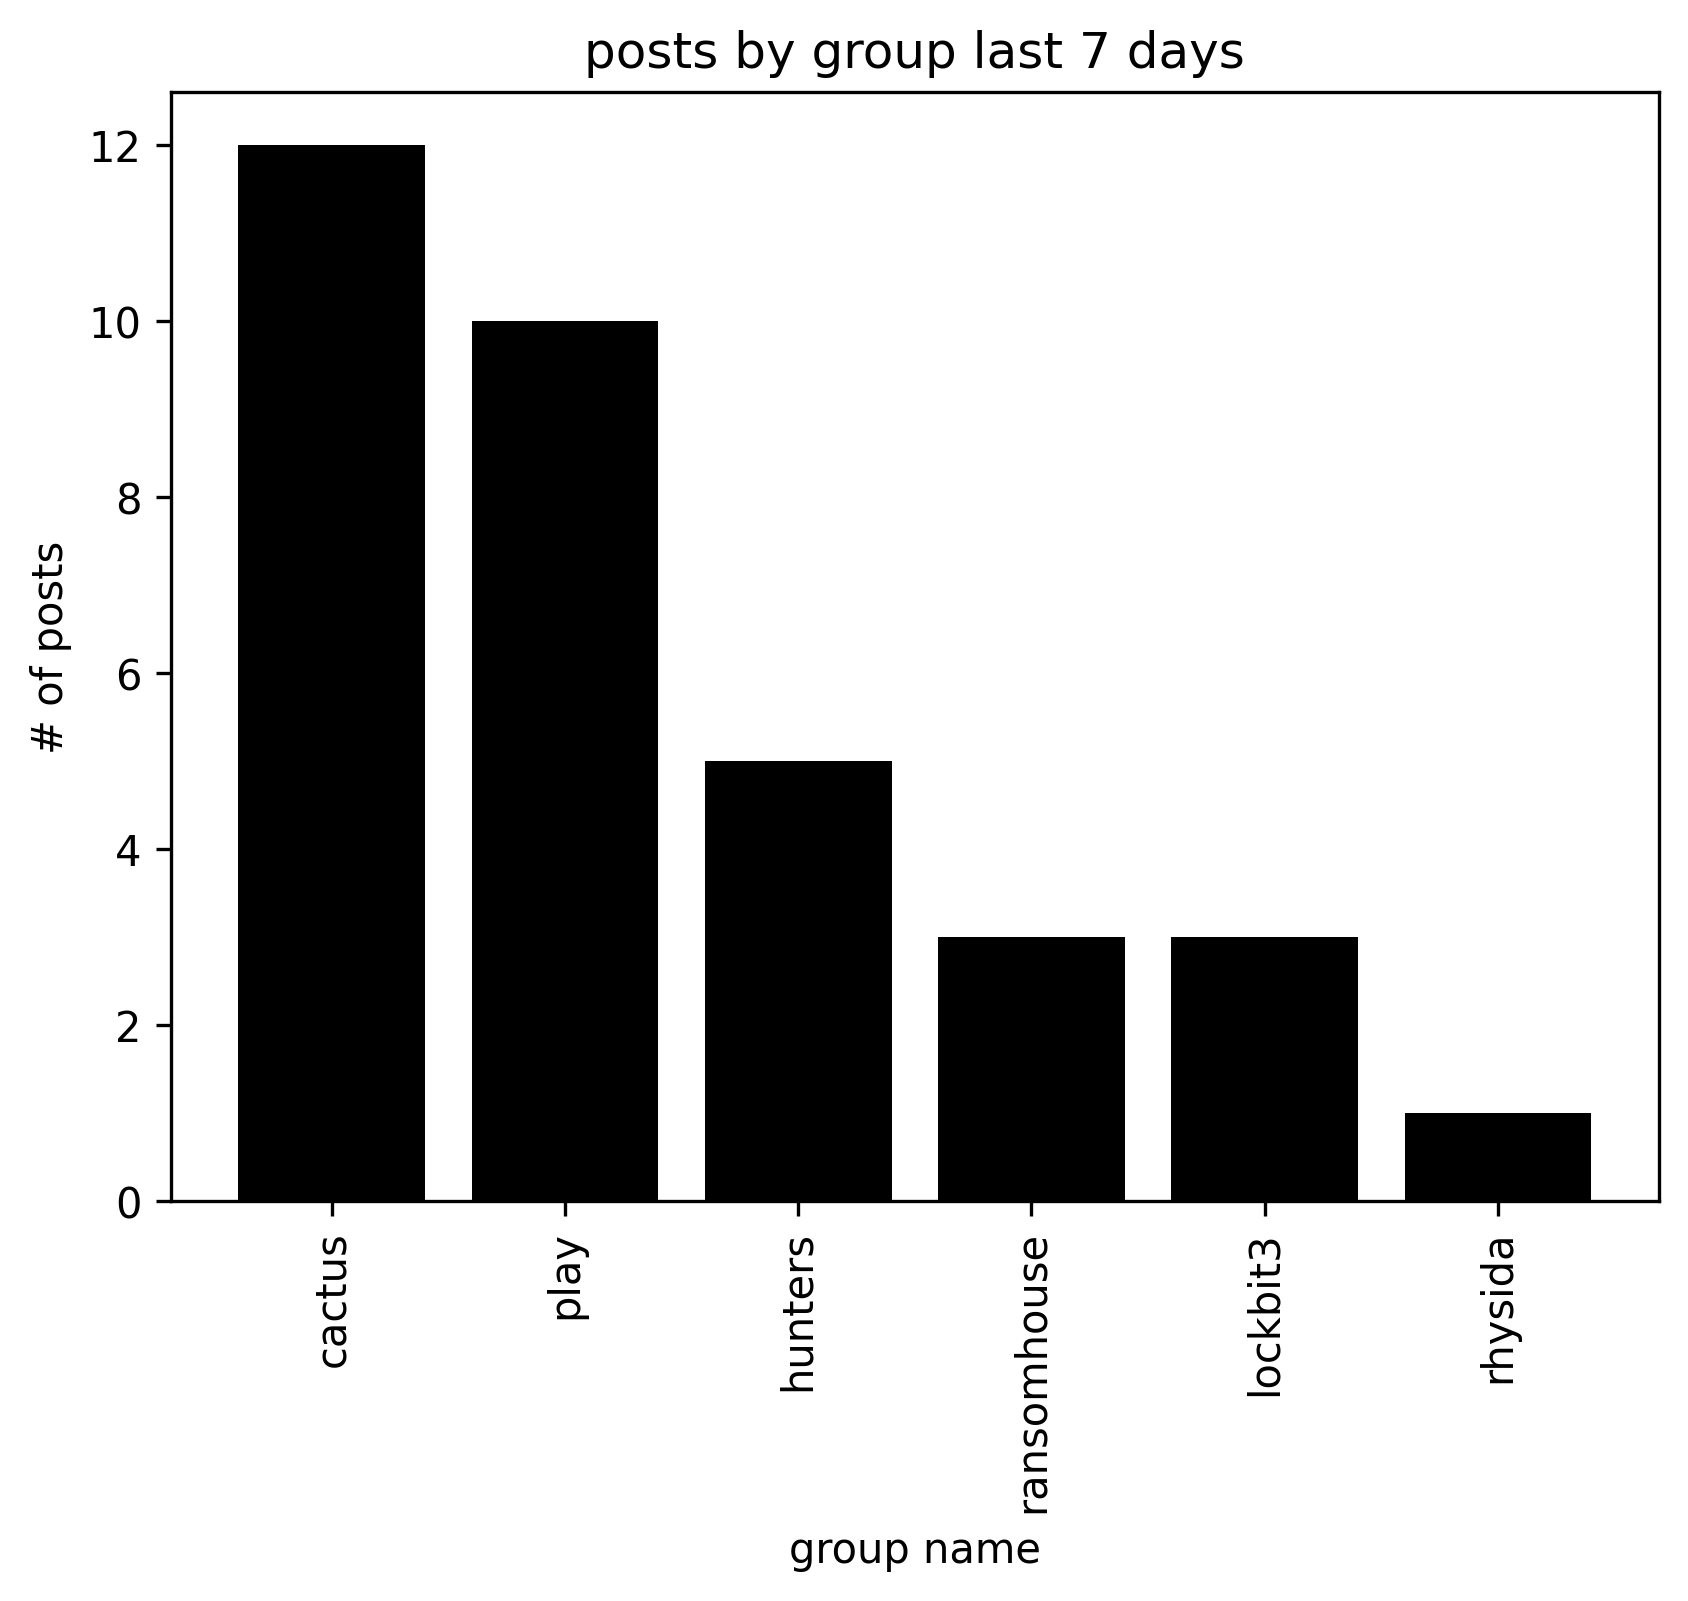 posts by group last 7 days
# of posts
12
10
8
6
4
2
0
cactus
play
hunters
ransomhouse
lockbit3
rhysida
group name